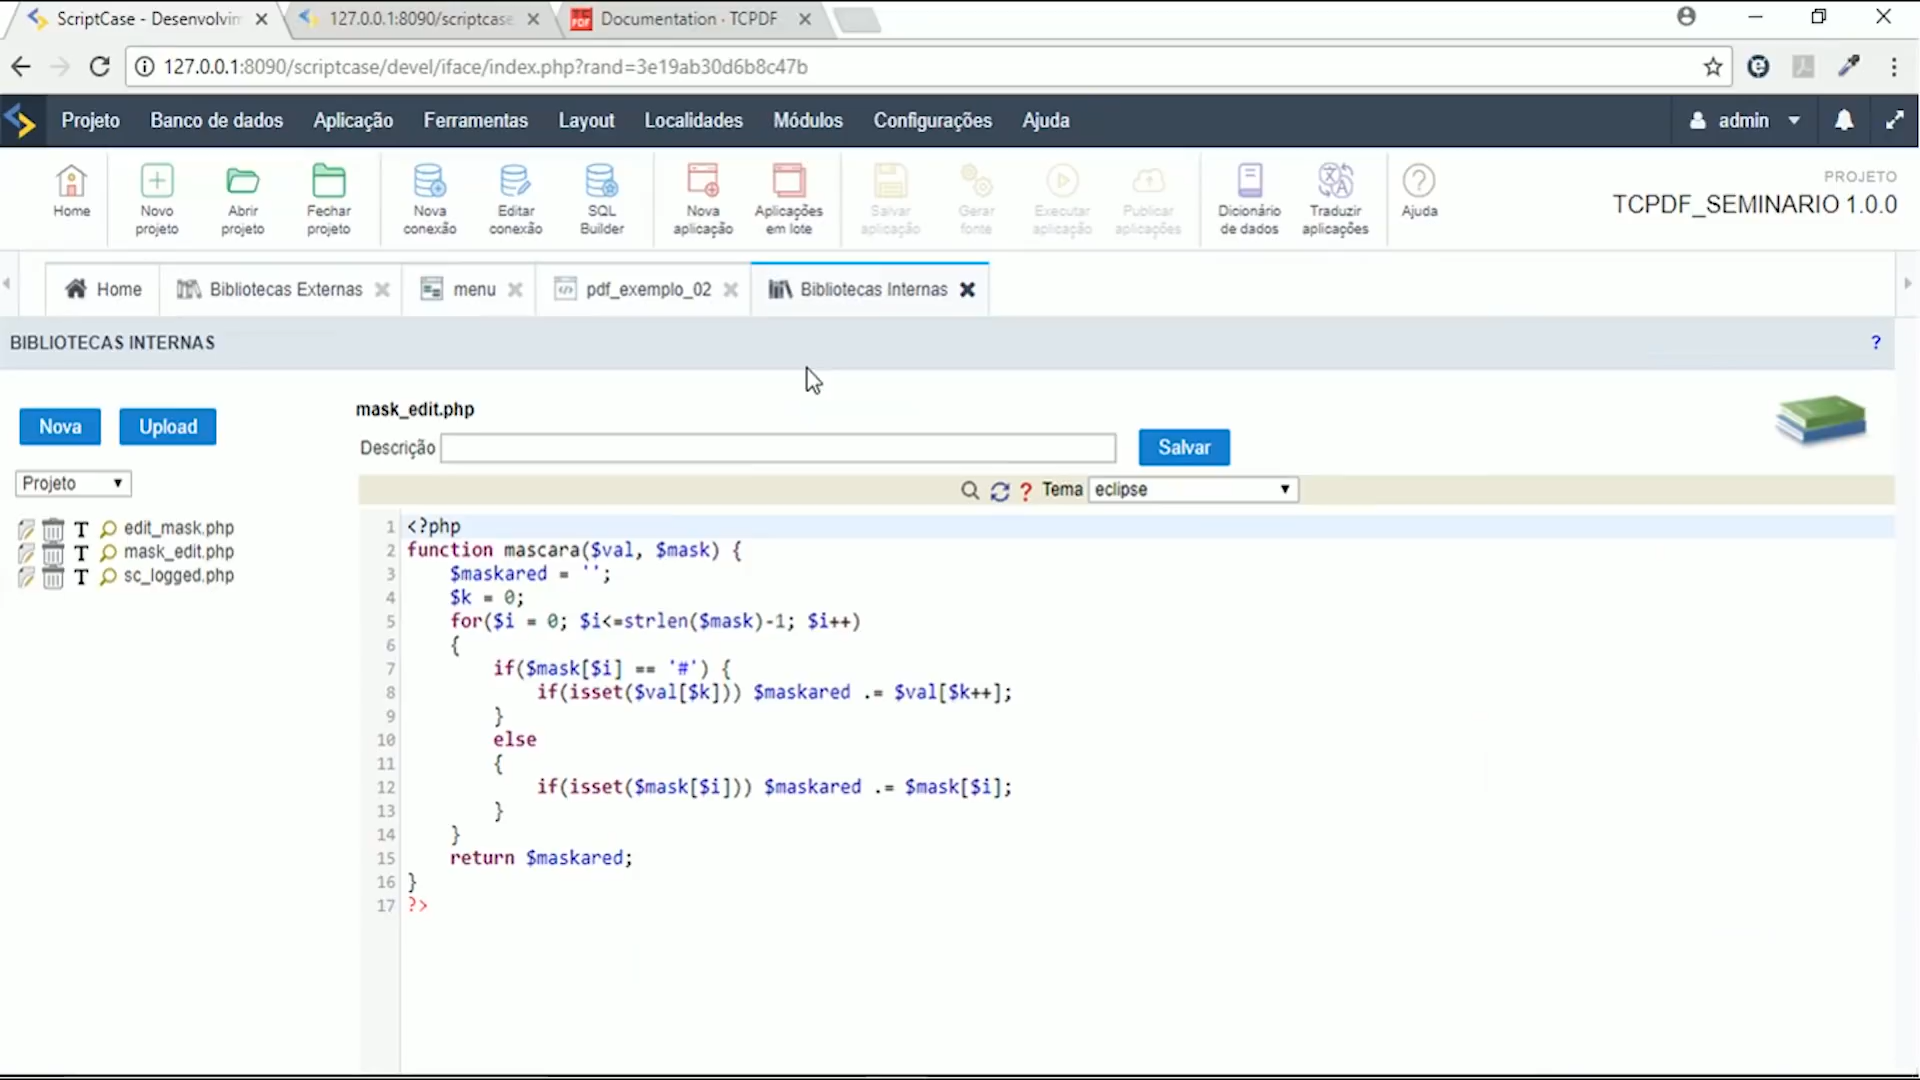 ScriptCase - Desenvolvin
127.0.0.1:8090/scriptcase
PDF
Documentation · TCPDF
127.0.0.1:8090/scriptcase/devel/iface/index.php?rand=3e19ab30d6b8c47b
Projeto Banco de dados Aplicação Ferramentas Layout Localidades Módulos Configurações Ajuda admin
Home
Novo projeto
Abrir projeto
Fechar projeto
Nova conexão
Editar conexão
SQL Builder
Nova aplicação
Aplicações em lote
Salvar aplicação
Gerar fonte
Executar aplicação
Publicar aplicações
Dicionário de dados
Traduzir aplicações
Ajuda
PROJETO
TCPDF_SEMINARIO 1.0.0
Home
Bibliotecas Externas
menu
pdf_exemplo_02
Bibliotecas Internas
BIBLIOTECAS INTERNAS ?
Nova Upload
Projeto
T edit_mask.php
T mask_edit.php
T sc_logged.php
mask_edit.php
Descrição
Salvar
? Tema eclipse
1 <?php
2 function mascara($val, $mask) {
3 $maskared = '';
4 $k = 0;
5 for($i = 0; $i<=strlen($mask)-1; $i++)
6 {
7 if($mask[$i] == '#') {
8 if(isset($val[$k])) $maskared .= $val[$k++];
9 }
10 else
11 {
12 if(isset($mask[$i])) $maskared .= $mask[$i];
13 }
14 }
15 return $maskared;
16 }
17 ?>